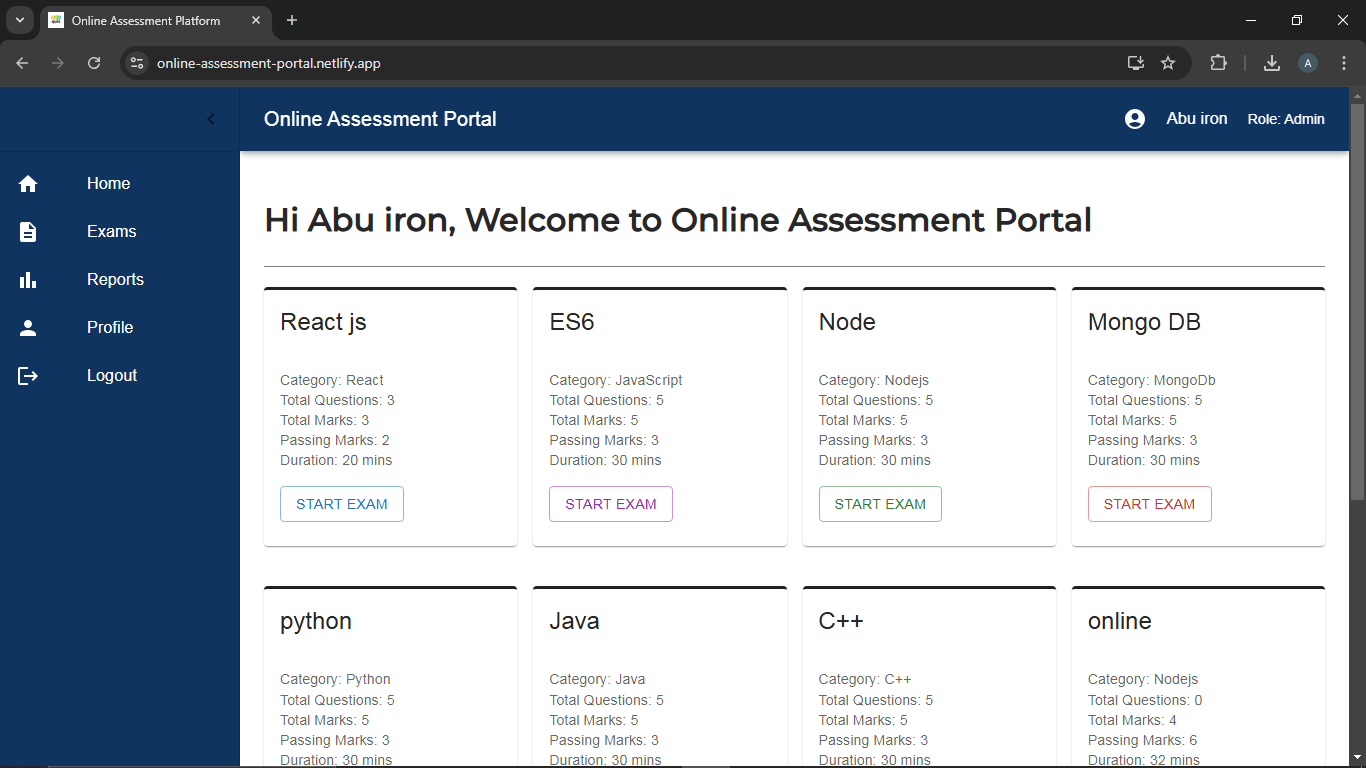 Online Assessment Platform
online-assessment-portal.netlify.app
A
Online Assessment Portal
Abu iron
Role: Admin
Home
Exams
Reports
Profile
Logout
Hi Abu iron, Welcome to Online Assessment Portal
React js
Category: React
Total Questions: 3
Total Marks: 3
Passing Marks: 2
Duration: 20 mins
START EXAM
ES6
Category: JavaScript
Total Questions: 5
Total Marks: 5
Passing Marks: 3
Duration: 30 mins
START EXAM
Node
Category: Nodejs
Total Questions: 5
Total Marks: 5
Passing Marks: 3
Duration: 30 mins
START EXAM
Mongo DB
Category: MongoDb
Total Questions: 5
Total Marks: 5
Passing Marks: 3
Duration: 30 mins
START EXAM
python
Category: Python
Total Questions: 5
Total Marks: 5
Passing Marks: 3
Duration: 30 mins
Java
Category: Java
Total Questions: 5
Total Marks: 5
Passing Marks: 3
Duration: 30 mins
C++
Category: C++
Total Questions: 5
Total Marks: 5
Passing Marks: 3
Duration: 30 mins
online
Category: Nodejs
Total Questions: 0
Total Marks: 4
Passing Marks: 6
Duration: 32 mins